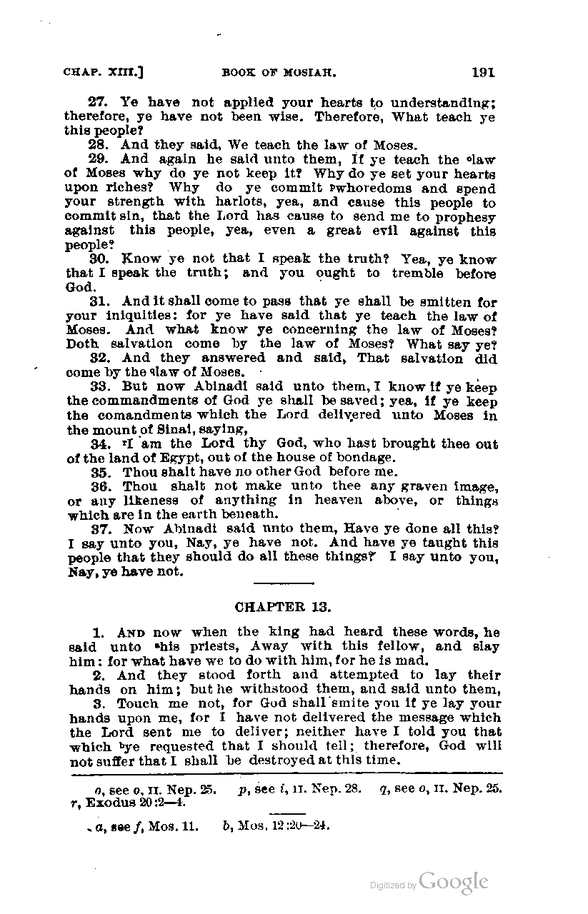 CHAP. XIII.] BOOK OF MOSIAH. 191
27. Ye have not applied your hearts to understanding;
therefore, ye have not been wise. Therefore, What teach ye
this people?
28. And they said, We teach the law of Moses.
29. And again he said unto them, If ye teach the °law
of Moses why do ye not keep it? Why do ye set your hearts
upon riches? Why do ye commit ᵖwhoredoms and spend
your strength with harlots, yea, and cause this people to
commit sin, that the Lord has cause to send me to prophesy
against this people, yea, even a great evil against this
people?
30. Know ye not that I speak the truth? Yea, ye know
that I speak the truth; and you ought to tremble before
God.
31. And it shall come to pass that ye shall be smitten for
your iniquities: for ye have said that ye teach the law of
Moses. And what know ye concerning the law of Moses?
Doth salvation come by the law of Moses? What say ye?
32. And they answered and said, That salvation did
come by the qlaw of Moses.
33. But now Abinadi said unto them, I know if ye keep
the commandments of God ye shall be saved; yea, if ye keep
the comandments which the Lord delivered unto Moses in
the mount of Sinai, saying,
34. ʳI am the Lord thy God, who hast brought thee out
of the land of Egypt, out of the house of bondage.
35. Thou shalt have no other God before me.
36. Thou shalt not make unto thee any graven image,
or any likeness of anything in heaven above, or things
which are in the earth beneath.
37. Now Abinadi said unto them, Have ye done all this?
I say unto you, Nay, ye have not. And have ye taught this
people that they should do all these things? I say unto you,
Nay, ye have not.
CHAPTER 13.
1. AND now when the king had heard these words, he
said unto ᵃhis priests, Away with this fellow, and slay
him: for what have we to do with him, for he is mad.
2. And they stood forth and attempted to lay their
hands on him; but he withstood them, and said unto them,
3. Touch me not, for God shall smite you if ye lay your
hands upon me, for I have not delivered the message which
the Lord sent me to deliver; neither have I told you that
which ᵇye requested that I should tell; therefore, God will
not suffer that I shall be destroyed at this time.
o, see o, II. Nep. 25. p, see i, II. Nep. 28. q, see o, II. Nep. 25.
r, Exodus 20:2—4.
a, see f, Mos. 11. b, Mos. 12:20—24.
Digitized by Google